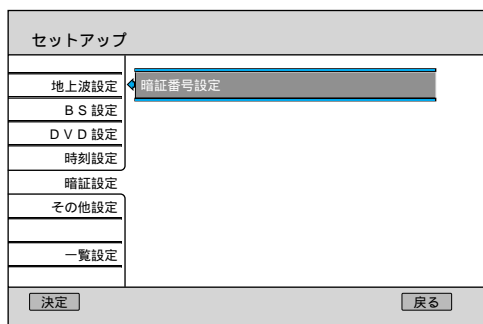 セットアップ
地上波設定
暗証番号設定
ＢＳ設定
ＤＶＤ設定
時刻設定
暗証設定
その他設定
一覧設定
決定
戻る